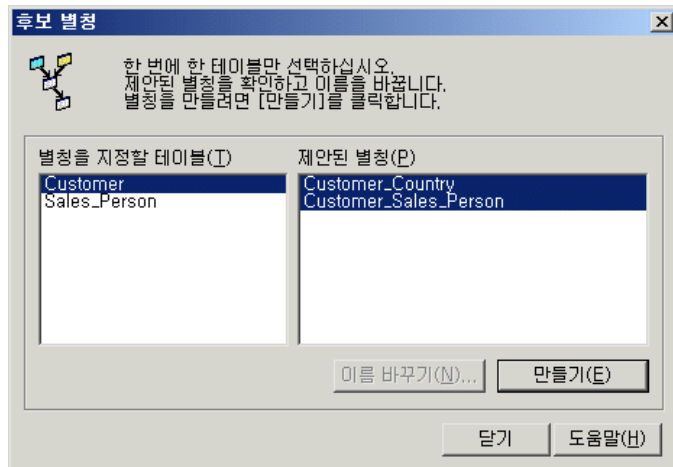 후보 별칭
한 번에 한 테이블만 선택하십시오.
제안된 별칭을 확인하고 이름을 바꿉니다.
별칭을 만들려면 [만들기]를 클릭합니다.
별칭을 지정할 테이블(T) 제안된 별칭(P)
Customer Customer_Country
Sales_Person Customer_Sales_Person
이름 바꾸기(N)... 만들기(E)
닫기 도움말(H)